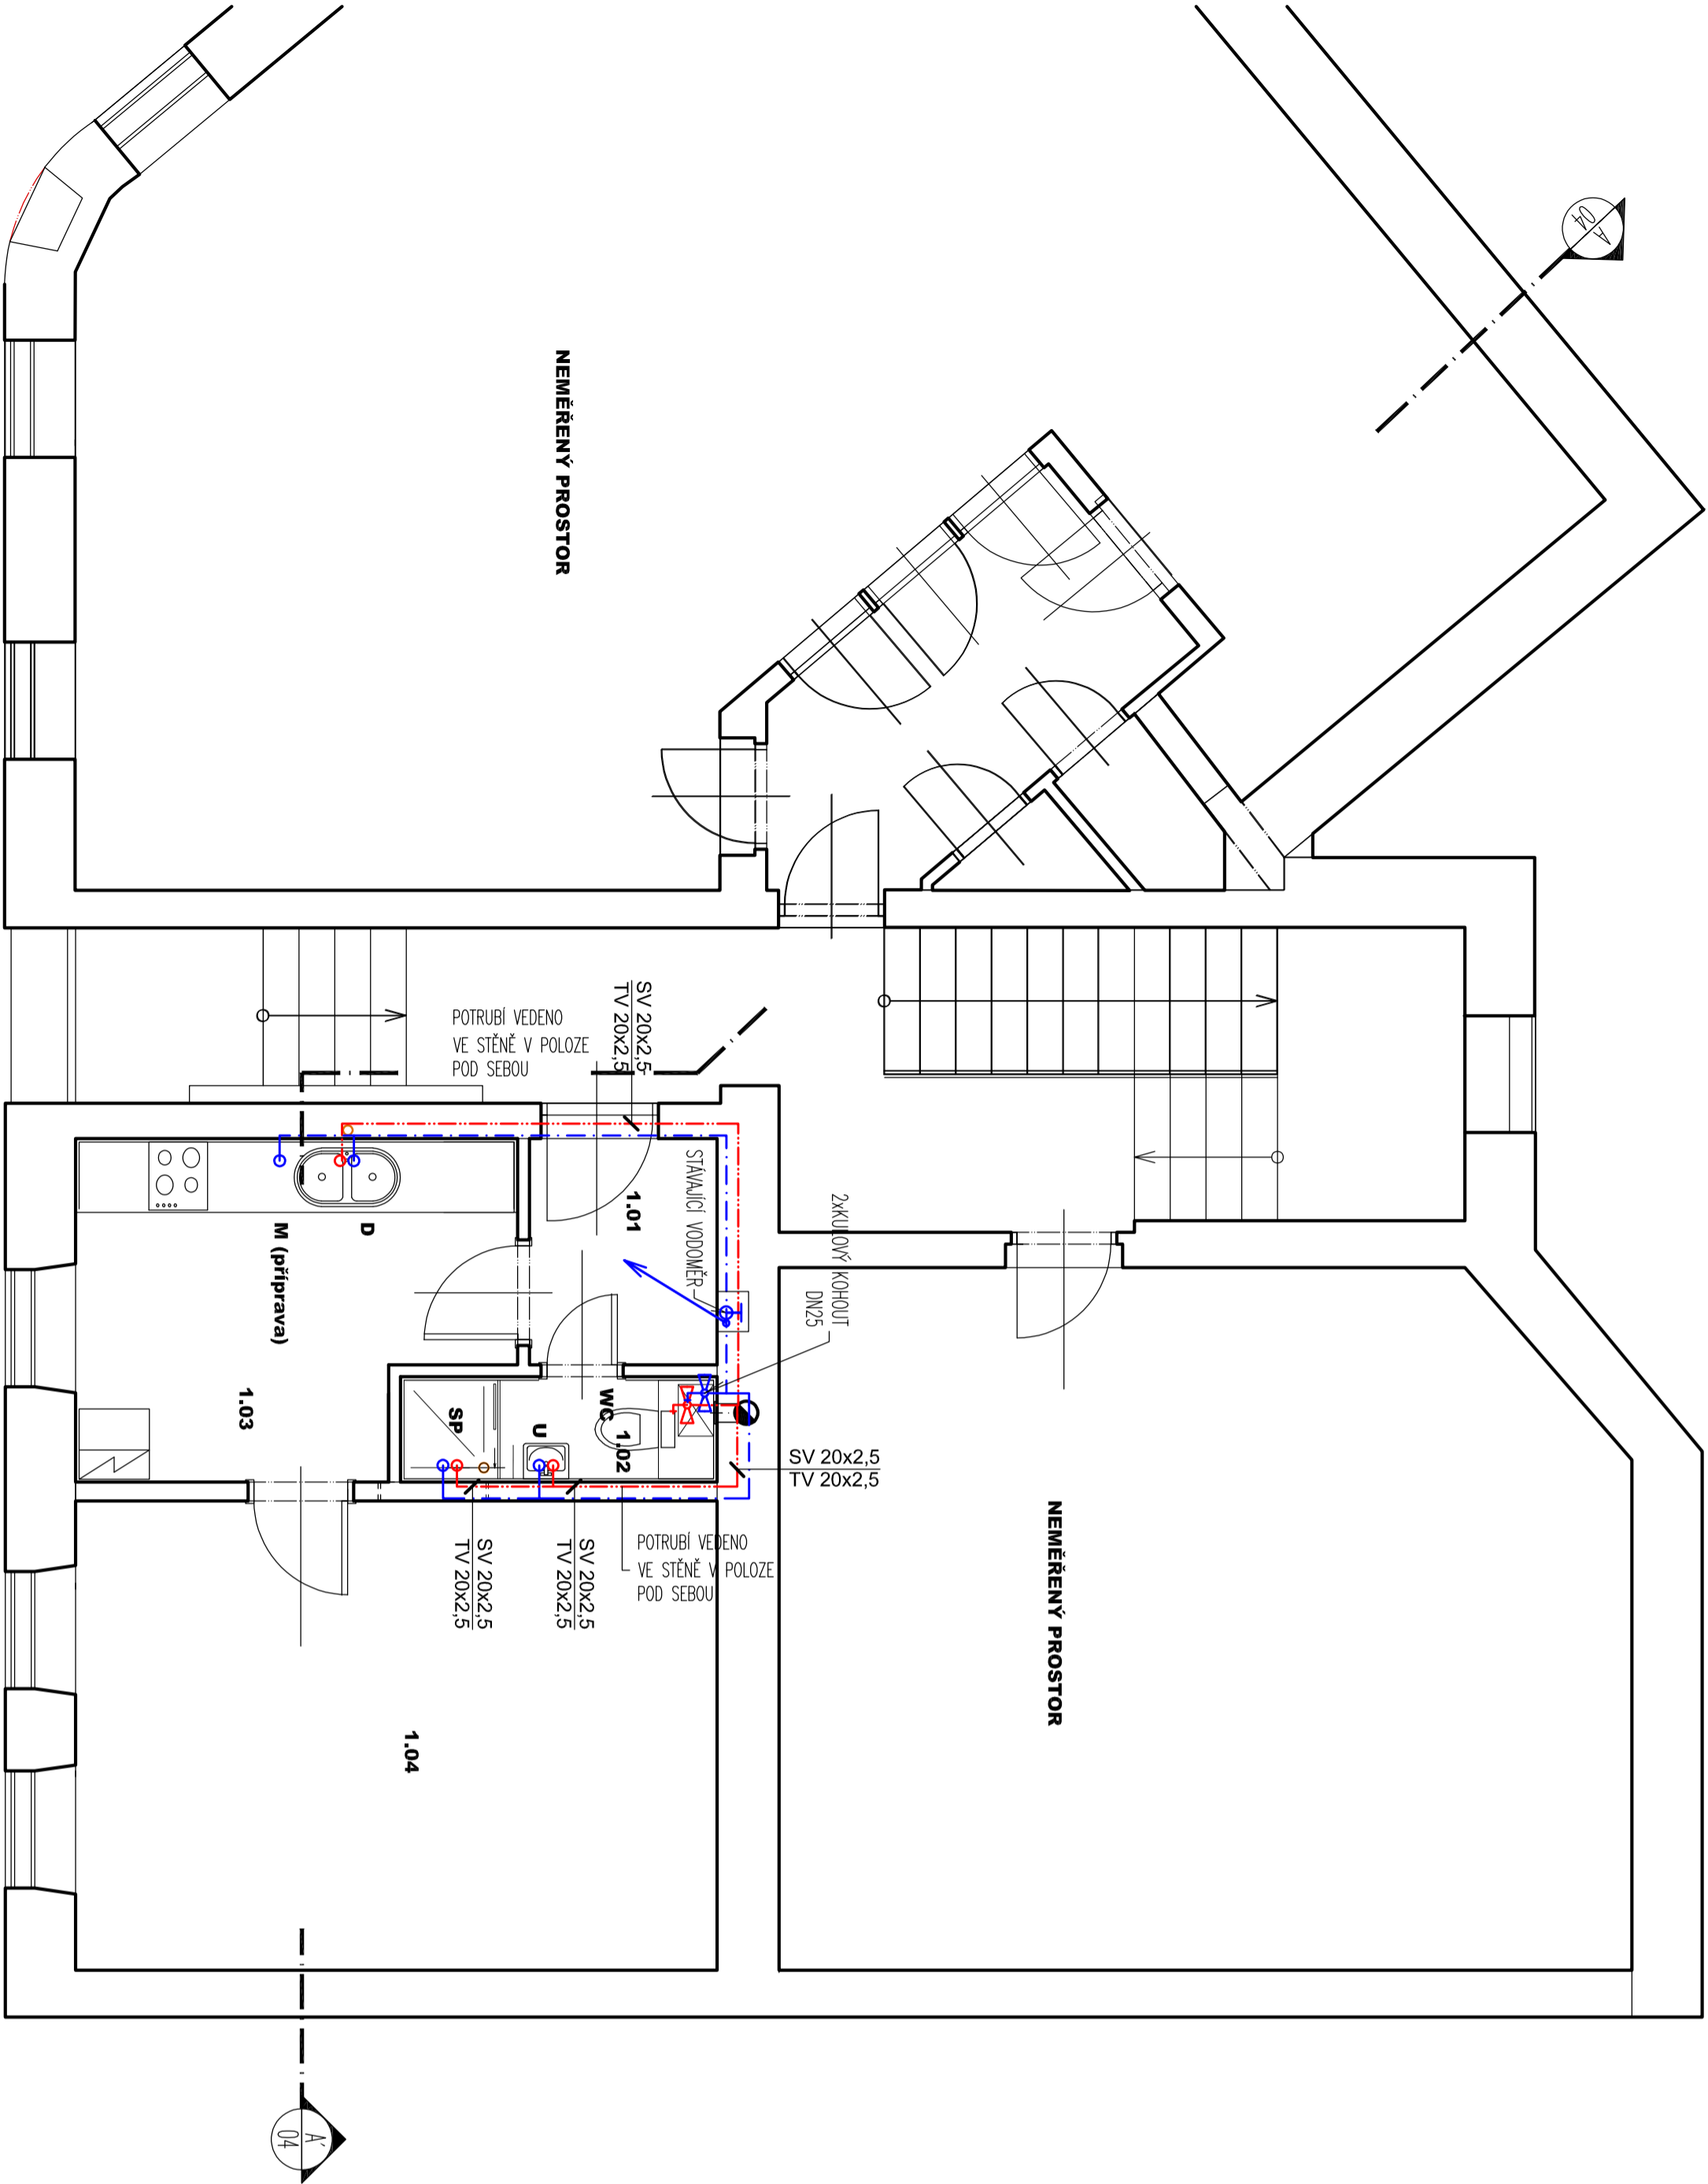 A
04
NEMĚŘENÝ PROSTOR
SV 20x2,5
TV 20x2,5
POTRUBÍ VEDENO
VE STĚNĚ V POLOZE
POD SEBOU
STÁVAJÍCÍ VODOMĚR
2xKULOVÝ KOHOUT
DN25
1.01
D
M (příprava)
1.03
WC
1.02
U
SP
SV 20x2,5
TV 20x2,5
POTRUBÍ VEDENO
VE STĚNĚ V POLOZE
POD SEBOU
SV 20x2,5
TV 20x2,5
SV 20x2,5
TV 20x2,5
NEMĚŘENÝ PROSTOR
1.04
A'
04